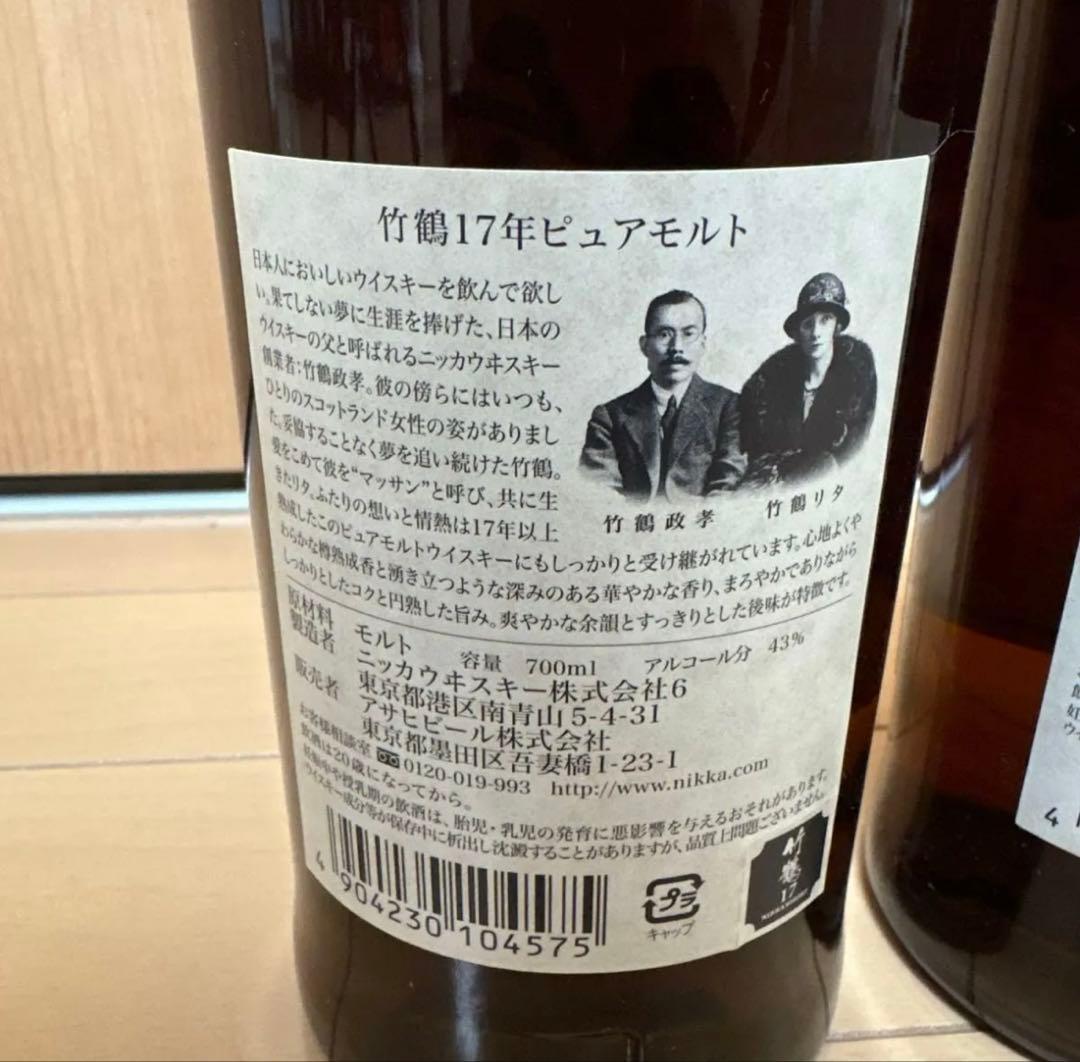 竹鶴17年ピュアモルト
日本人においしいウイスキーを飲んで欲し
い。果てしない夢に生涯を捧げた、日本の
ウイスキーの父と呼ばれるニッカウヰスキー
創業者：竹鶴政孝。彼の傍らにはいつも、
ひとりのスコットランド女性の姿がありまし
た。妥協することなく夢を追い続けた竹鶴。
愛をこめて彼を“マッサン”と呼び、共に生
きたリタ。ふたりの想いと情熱は17年以上
熟成したこのピュアモルトウイスキーにもしっかりと受け継がれています。心地よくや
わらかな樽熟成香と湧き立つような深みのある華やかな香り、まろやかでありながら
しっかりとしたコクと円熟した旨み。爽やかな余韻とすっきりとした後味が特徴です。
竹鶴政孝
竹鶴リタ
原材料 モルト 容量 700ml アルコール分 43%
製造者 ニッカウヰスキー株式会社6
東京都港区南青山5-4-31
販売者 アサヒビール株式会社
東京都墨田区吾妻橋1-23-1
お客様相談室 0120-019-993 http://www.nikka.com
飲酒は20歳になってから。
妊娠中や授乳期の飲酒は、胎児・乳児の発育に悪影響を与えるおそれがあります。
ウイスキー成分等が保存中に析出し沈澱することがありますが、品質上問題ございません。
4 904230 104575
プラ
キャップ
竹鶴
17
4